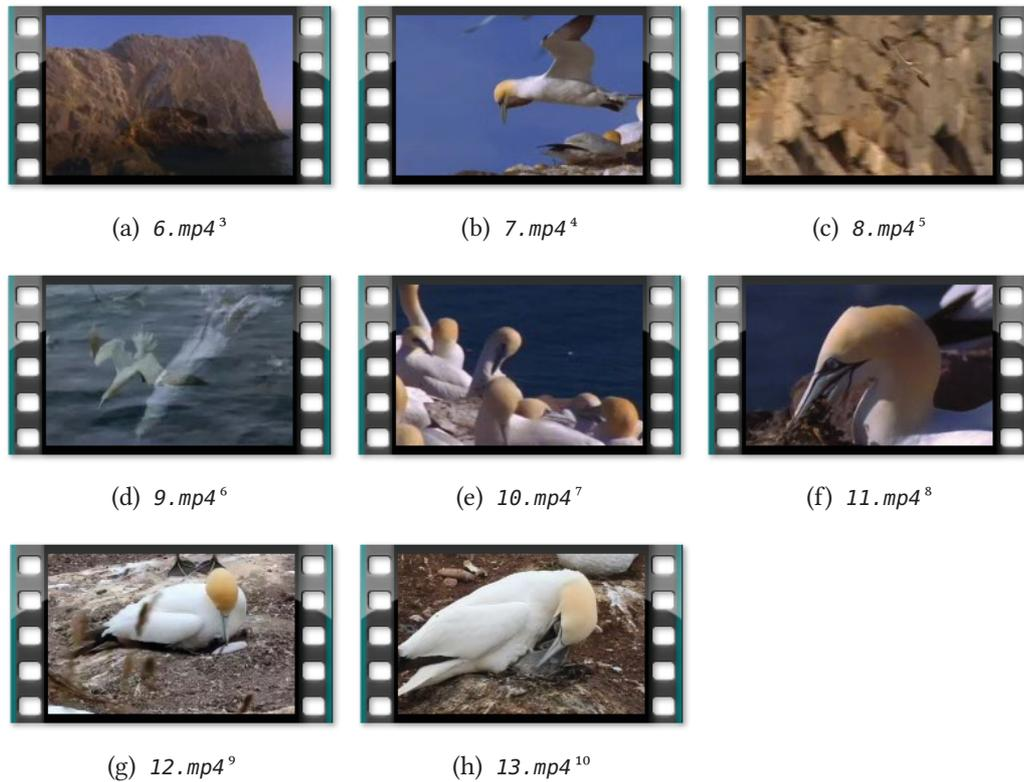 (a) 6.mp4³ (b) 7.mp4⁴ (c) 8.mp4⁵
(d) 9.mp4⁶ (e) 10.mp4⁷ (f) 11.mp4⁸
(g) 12.mp4⁹ (h) 13.mp4¹⁰